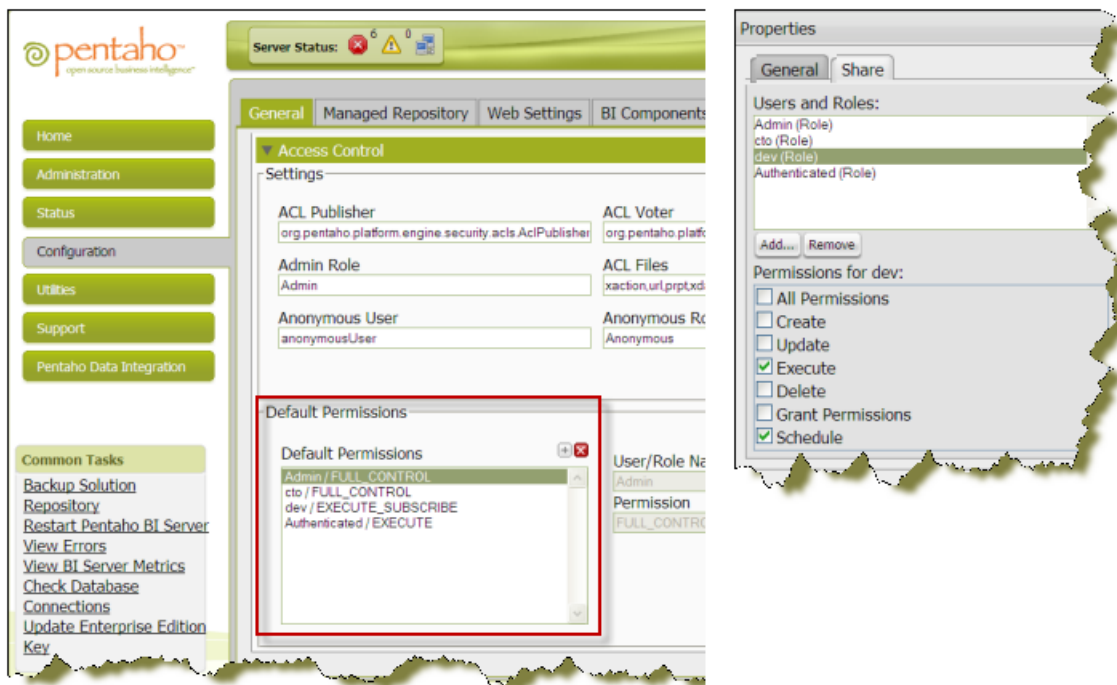 pentaho™
open source business intelligence™
Server Status: 6 0
Home
Administration
Status
Configuration
Utilities
Support
Pentaho Data Integration
Common Tasks
Backup Solution
Repository
Restart Pentaho BI Server
View Errors
View BI Server Metrics
Check Database
Connections
Update Enterprise Edition
Key
General Managed Repository Web Settings BI Components
Access Control
Settings
ACL Publisher ACL Voter
org.pentaho.platform.engine.security.acls.AclPublisher org.pentaho.platfo
Admin Role ACL Files
Admin xaction,url,prpt,xda
Anonymous User Anonymous Ro
anonymousUser Anonymous
Default Permissions
Default Permissions
Admin / FULL_CONTROL
cto / FULL_CONTROL
dev / EXECUTE_SUBSCRIBE
Authenticated / EXECUTE
User/Role Na
Admin
Permission
FULL_CONTRO
Properties
General Share
Users and Roles:
Admin (Role)
cto (Role)
dev (Role)
Authenticated (Role)
Add... Remove
Permissions for dev:
All Permissions
Create
Update
Execute
Delete
Grant Permissions
Schedule